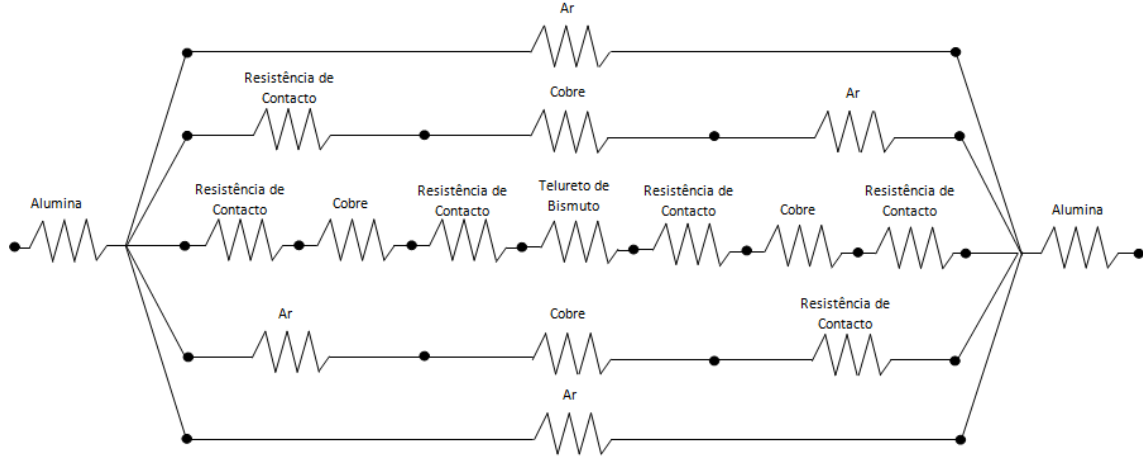 Ar
Resistência de
Contacto
Cobre
Ar
Alumina
Resistência de
Contacto
Cobre
Resistência de
Contacto
Telureto de
Bismuto
Resistência de
Contacto
Cobre
Resistência de
Contacto
Alumina
Ar
Cobre
Resistência de
Contacto
Ar